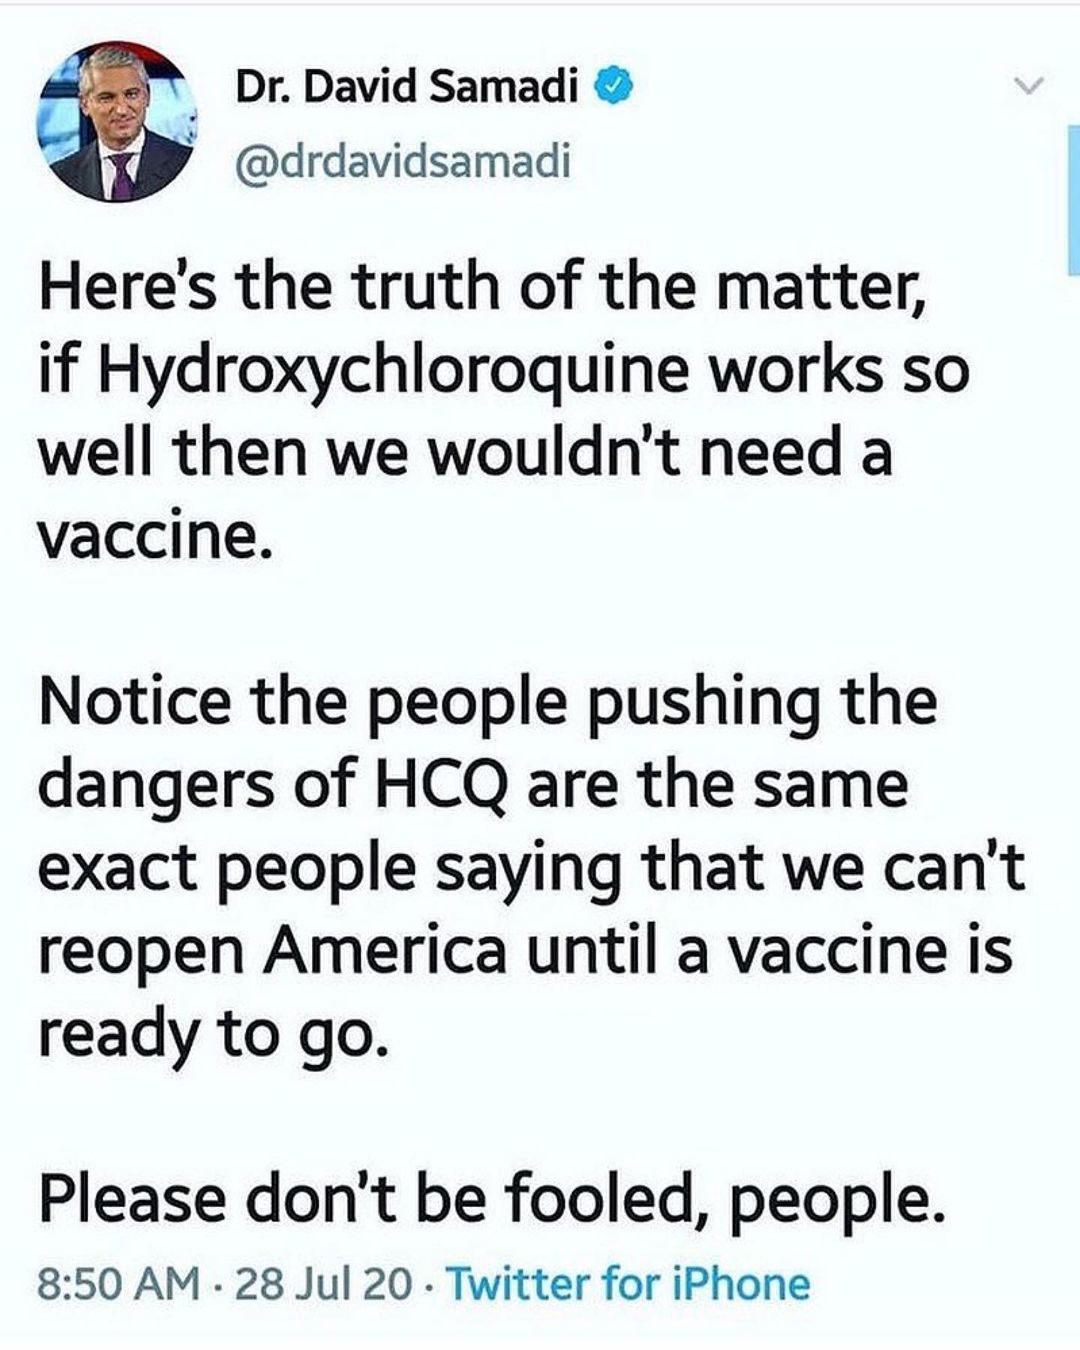 Dr. David Samadi
@drdavidsamadi
Here's the truth of the matter,
if Hydroxychloroquine works so
well then we wouldn't need a
vaccine.
Notice the people pushing the
dangers of HCQ are the same
exact people saying that we can't
reopen America until a vaccine is
ready to go.
Please don't be fooled, people.
8:50 AM · 28 Jul 20 · Twitter for iPhone